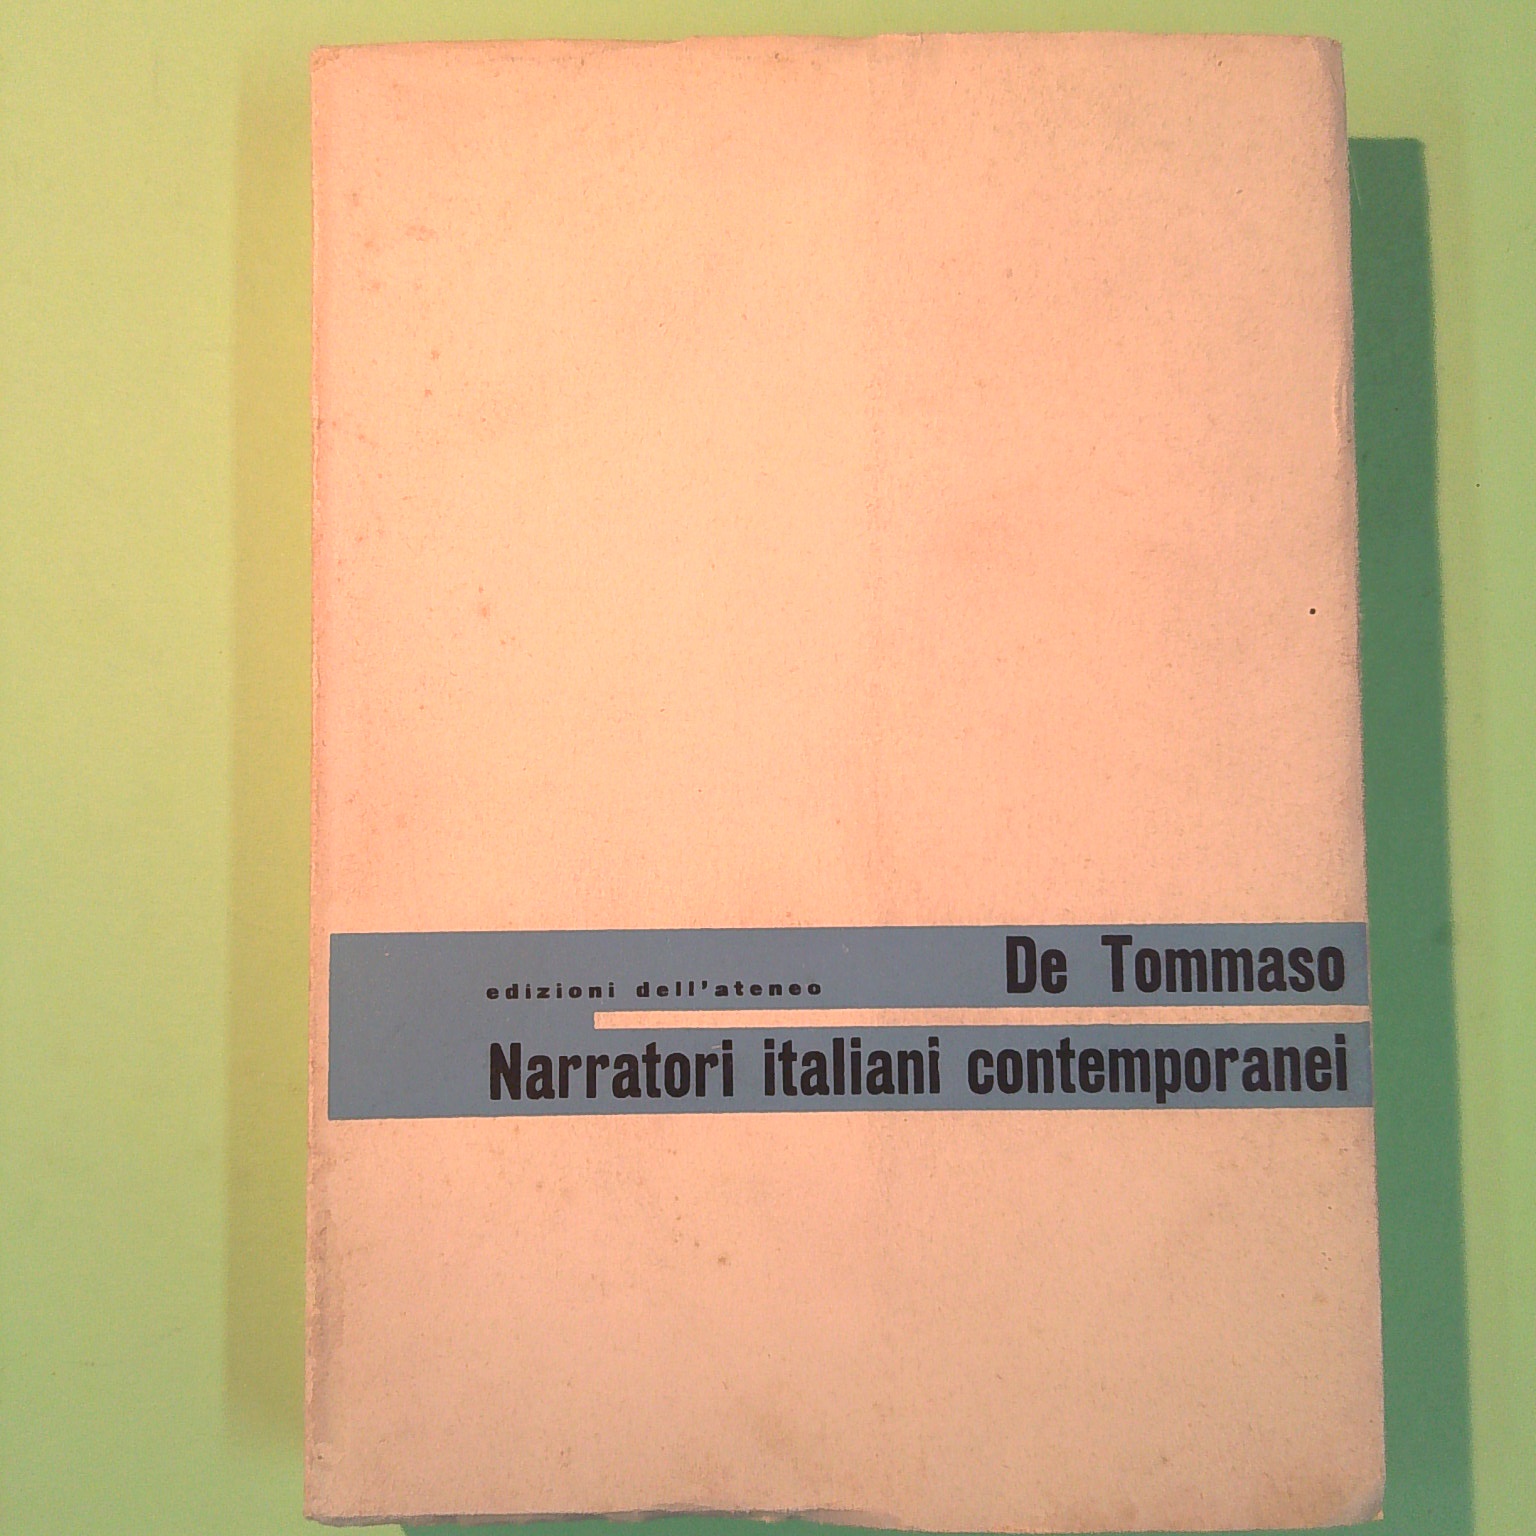 De Tommaso
edizioni dell'ateneo
Narratori italiani contemporanei